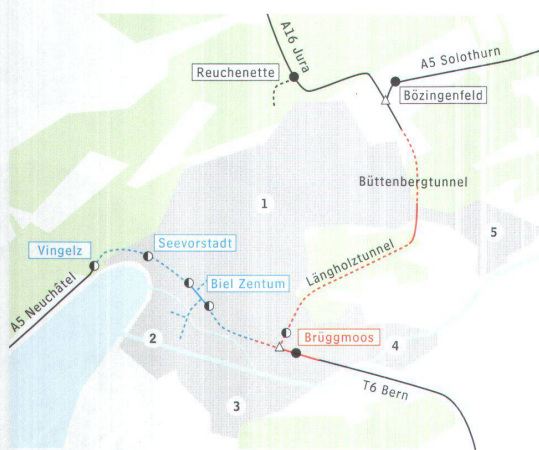 A16 Jura
A5 Solothurn
Reuchenette
Bözingenfeld
Büttenbergtunnel
1
5
Seevorstadt
Vingelz
Längholztunnel
Biel Zentum
A5 Neuchâtel
2
Brüggmoos
4
T6 Bern
3